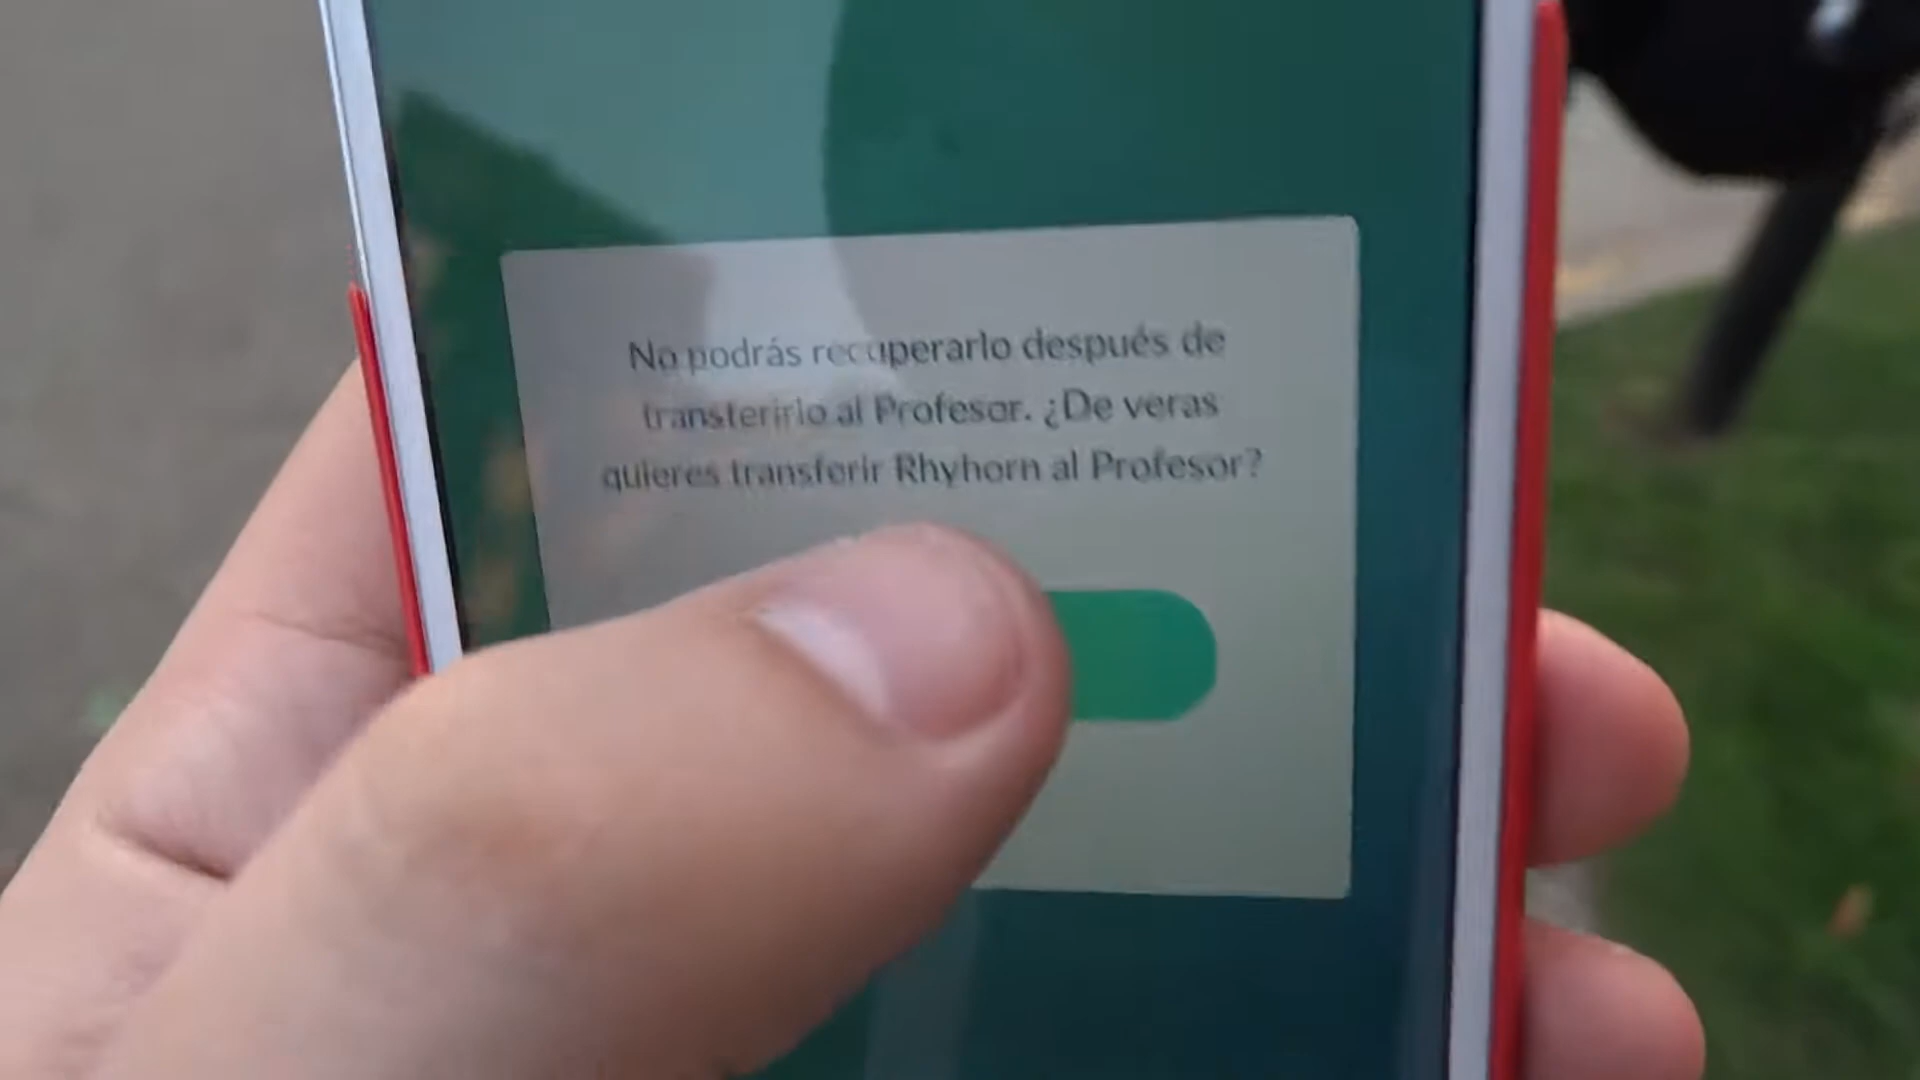 No podrás recuperarlo después de
transferirlo al Profesor. ¿De veras
quieres transferir Rhyhorn al Profesor?